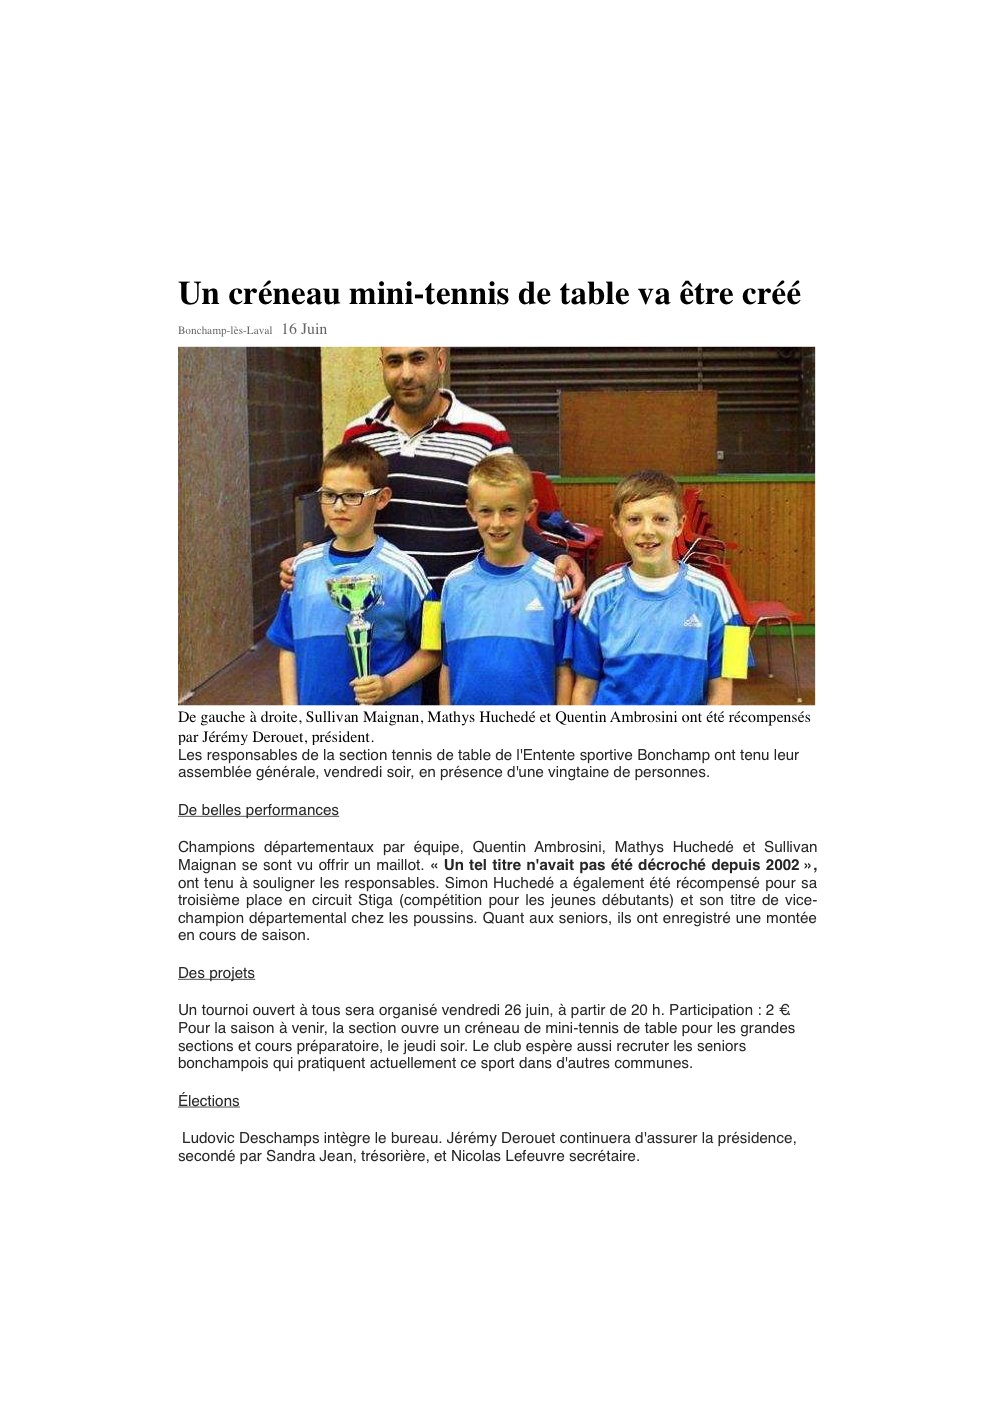 Un créneau mini-tennis de table va être créé
Bonchamp-lès-Laval 16 Juin
adidas
De gauche à droite, Sullivan Maignan, Mathys Huchedé et Quentin Ambrosini ont été récompensés
par Jérémy Derouet, président.
Les responsables de la section tennis de table de l'Entente sportive Bonchamp ont tenu leur
assemblée générale, vendredi soir, en présence d'une vingtaine de personnes.
De belles performances
Champions départementaux par équipe, Quentin Ambrosini, Mathys Huchedé et Sullivan
Maignan se sont vu offrir un maillot. « Un tel titre n'avait pas été décroché depuis 2002 »,
ont tenu à souligner les responsables. Simon Huchedé a également été récompensé pour sa
troisième place en circuit Stiga (compétition pour les jeunes débutants) et son titre de vice-
champion départemental chez les poussins. Quant aux seniors, ils ont enregistré une montée
en cours de saison.
Des projets
Un tournoi ouvert à tous sera organisé vendredi 26 juin, à partir de 20 h. Participation : 2 €.
Pour la saison à venir, la section ouvre un créneau de mini-tennis de table pour les grandes
sections et cours préparatoire, le jeudi soir. Le club espère aussi recruter les seniors
bonchampois qui pratiquent actuellement ce sport dans d'autres communes.
Élections
Ludovic Deschamps intègre le bureau. Jérémy Derouet continuera d'assurer la présidence,
secondé par Sandra Jean, trésorière, et Nicolas Lefeuvre secrétaire.